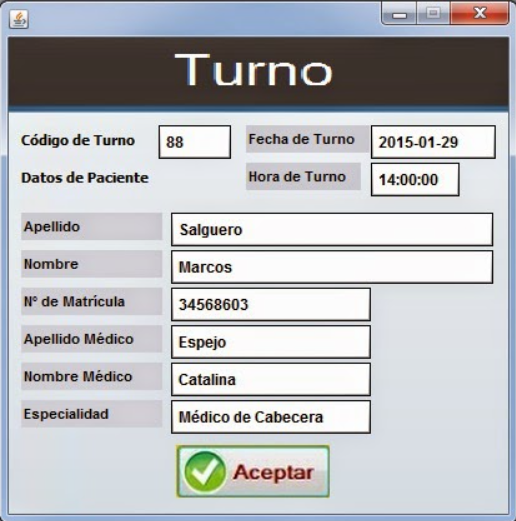 Turno
Código de Turno 88 Fecha de Turno 2015-01-29
Datos de Paciente Hora de Turno 14:00:00
Apellido Salguero
Nombre Marcos
Nº de Matrícula 34568603
Apellido Médico Espejo
Nombre Médico Catalina
Especialidad Médico de Cabecera
Aceptar